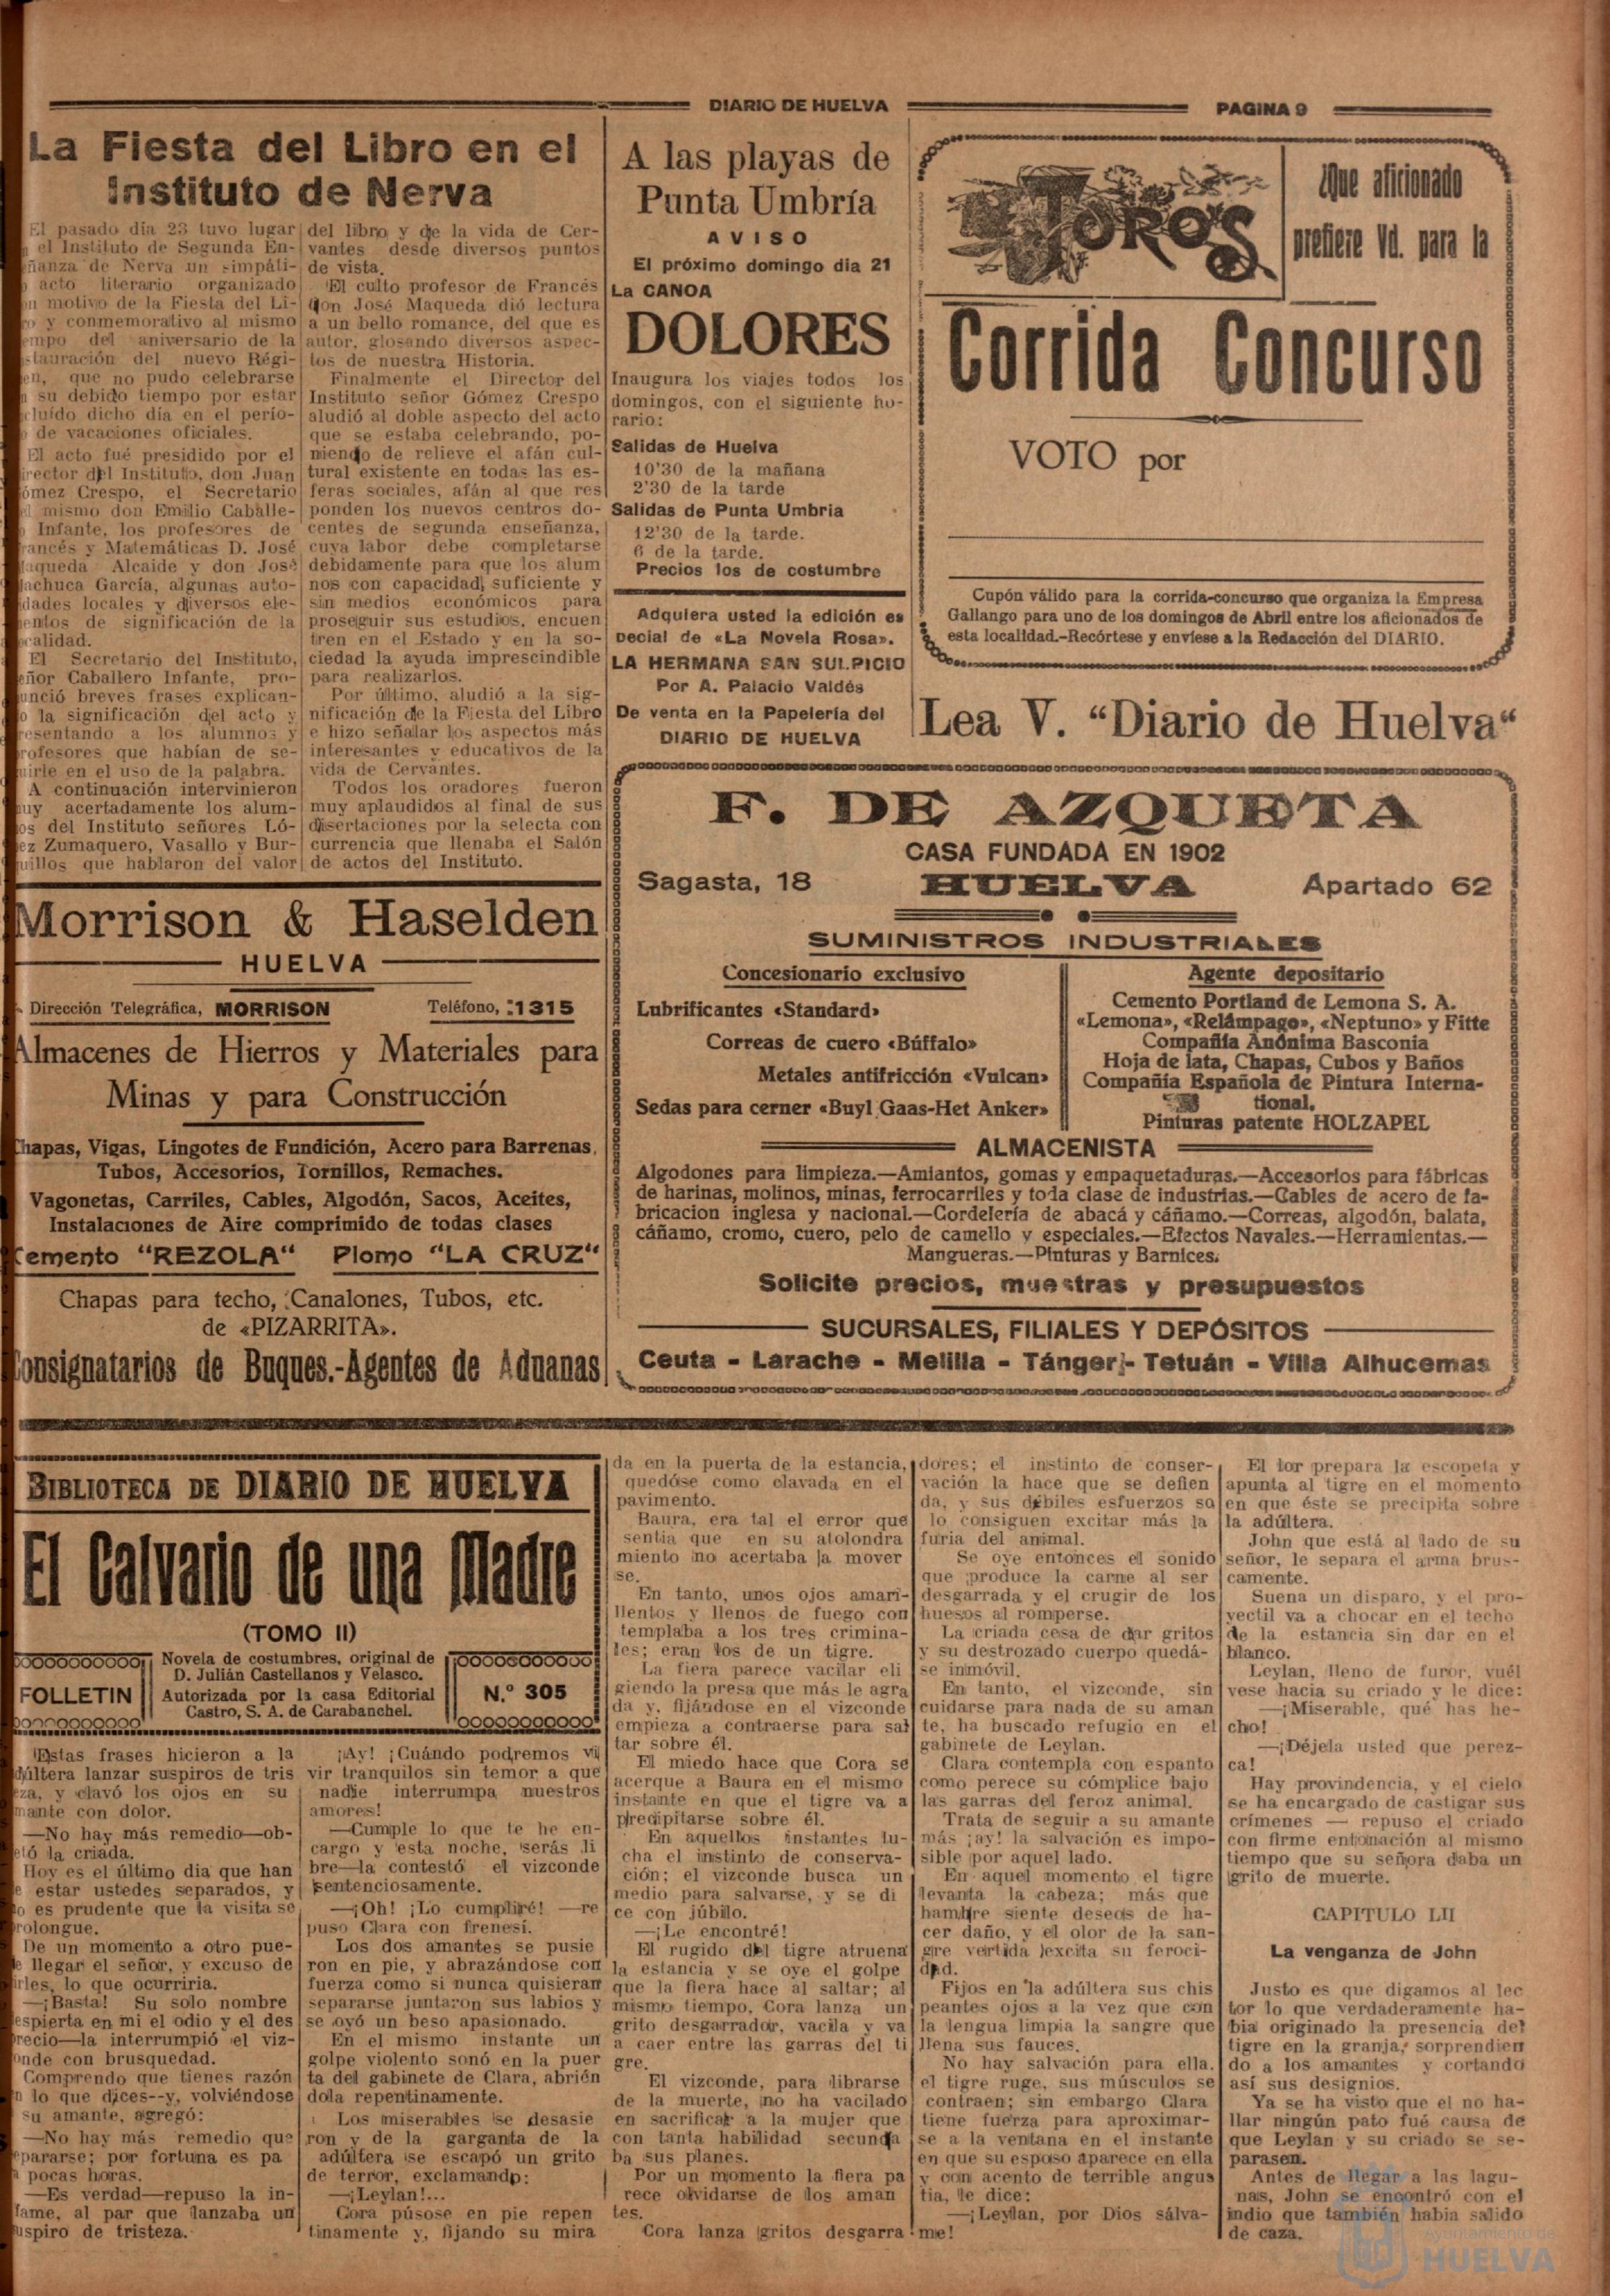 DIARIO DE HUELVA
PAGINA 9
La Fiesta del Libro en el
Instituto de Nerva
El pasado día 23 tuvo lugar
el Instituto de Segunda En-
ñanza de Nerva un simpáti-
acto literario organizado
motivo de la Fiesta del Li-
y conmemorativo al mismo
empo del aniversario de la
stauración del nuevo Régi-
en, que no pudo celebrarse
su debido tiempo por estar
cluído dicho día en el perío-
de vacaciones oficiales.
El acto fué presidido por el
irector del Instituto, don Juan
ómez Crespo, el Secretario
mismo don Emilio Caballe-
Infante, los profesores de
rancés y Matemáticas D. José
aqueda Alcaide y don José
achuca García, algunas auto-
idades locales y diversos ele-
mentos de significación de la
ocalidad.
El Secretario del Instituto,
eñor Caballero Infante, pro-
unció breves frases explican-
o la significación del acto y
resentando a los alumnos y
rofesores que habían de se-
uirle en el uso de la palabra.
A continuación intervinieron
uy acertadamente los alum-
os del Instituto señores Ló-
ez Zumaquero, Vasallo y Bur-
uillos que hablaron del valor
del libro y de la vida de Cer-
vantes desde diversos puntos
de vista.
El culto profesor de Francés
don José Maqueda dió lectura
a un bello romance, del que es
autor, glosando diversos aspec-
tos de nuestra Historia.
Finalmente el Director del
Instituto señor Gómez Crespo
aludió al doble aspecto del acto
que se estaba celebrando, po-
miendo de relieve el afán cul-
tural existente en todas las es-
feras sociales, afán al que res
ponden los nuevos centros do-
centes de segunda enseñanza,
cuya labor debe completarse
debidamente para que los alum
nos con capacidad suficiente y
sin medios económicos para
proseguir sus estudios, encuen
tren en el Estado y en la so-
ciedad la ayuda imprescindible
para realizarlos.
Por último, aludió a la sig-
nificación de la Fiesta del Libro
e hizo señalar los aspectos más
interesantes y educativos de la
vida de Cervantes.
Todos los oradores fueron
muy aplaudidos al final de sus
disertaciones por la selecta con
currencia que llenaba el Salón
de actos del Instituto.
A las playas de
Punta Umbría
AVISO
El próximo domingo dia 21
La CANOA
DOLORES
Inaugura los viajes todos los
domingos, con el siguiente ho-
rario:
Salidas de Huelva
10'30 de la mañana
2'30 de la tarde
Salidas de Punta Umbria
12'30 de la tarde.
6 de la tarde.
Precios los de costumbre
Adquiera usted la edición es
pecial de «La Novela Rosa».
LA HERMANA SAN SULPICIO
Por A. Palacio Valdés
De venta en la Papelería del
DIARIO DE HUELVA
TOROS
¿Que aficionado
prefiere Vd. para la
Corrida Concurso
VOTO por
Cupón válido para la corrida-concurso que organiza la Empresa
Gallango para uno de los domingos de Abril entre los aficionados de
esta localidad.-Recórtese y envíese a la Redacción del DIARIO.
Lea V. “Diario de Huelva“
Morrison & Haselden
HUELVA
Dirección Telegráfica, MORRISON
Teléfono, 1315
Almacenes de Hierros y Materiales para
Minas y para Construcción
Chapas, Vigas, Lingotes de Fundición, Acero para Barrenas,
Tubos, Accesorios, Tornillos, Remaches.
Vagonetas, Carriles, Cables, Algodón, Sacos, Aceites,
Instalaciones de Aire comprimido de todas clases
Cemento “REZOLA“ Plomo “LA CRUZ“
Chapas para techo, Canalones, Tubos, etc.
de «PIZARRITA».
Consignatarios de Buques.-Agentes de Aduanas
F. DE AZQUETA
CASA FUNDADA EN 1902
Sagasta, 18
HUELVA
Apartado 62
SUMINISTROS INDUSTRIALES
Concesionario exclusivo
Lubrificantes «Standard»
Correas de cuero «Búffalo»
Metales antifricción «Vulcan»
Sedas para cerner «Buyl Gaas-Het Anker»
Agente depositario
Cemento Portland de Lemona S. A.
«Lemona», «Relámpago», «Neptuno» y Fitte
Compañia Anónima Basconia
Hoja de lata, Chapas, Cubos y Baños
Compañia Española de Pintura Interna-
tional.
Pinturas patente HOLZAPEL
ALMACENISTA
Algodones para limpieza.—Amiantos, gomas y empaquetaduras.—Accesorios para fábricas
de harinas, molinos, minas, ferrocarriles y toda clase de industrias.—Cables de acero de fa-
bricacion inglesa y nacional.—Cordelería de abacá y cáñamo.—Correas, algodón, balata,
cáñamo, cromo, cuero, pelo de camello y especiales.—Efectos Navales.—Herramientas.—
Mangueras.—Pinturas y Barnices.
Solicite precios, muestras y presupuestos
SUCURSALES, FILIALES Y DEPÓSITOS
Ceuta - Larache - Melilla - Tánger - Tetuán - Villa Alhucemas
BIBLIOTECA DE DIARIO DE HUELVA
El Calvario de una Madre
(TOMO II)
FOLLETIN
Novela de costumbres, original de
D. Julián Castellanos y Velasco.
Autorizada por la casa Editorial
Castro, S. A. de Carabanchel.
N.º 305
Estas frases hicieron a la
dúltera lanzar suspiros de tris
eza, y clavó los ojos en su
mante con dolor.
—No hay más remedio—ob-
etó la criada.
Hoy es el último dia que han
e estar ustedes separados, y
o es prudente que la visita se
rolongue.
De un momento a otro pue-
e llegar el señor, y excuso de
irles, lo que ocurriria.
—¡Basta! Su solo nombre
espierta en mi el odio y el des
recio—la interrumpió el viz-
onde con brusquedad.
Comprendo que tienes razón
n lo que dices--y, volviéndose
su amante, agregó:
—No hay más remedio que
epararse; por fortuna es pa
pocas horas.
—Es verdad—repuso la in-
fame, al par que lanzaba un
uspiro de tristeza.
¡Ay! ¡Cuándo podremos vi
vir tranquilos sin temor a que
nadie interrumpa nuestros
amores!
—Cumple lo que te he en-
cargo y esta noche, serás li
bre—la contestó el vizconde
sentenciosamente.
—¡Oh! ¡Lo cumpliré! —re
puso Clara con frenesí.
Los dos amantes se pusie
ron en pie, y abrazándose con
fuerza como si nunca quisieran
separarse juntaron sus labios y
se oyó un beso apasionado.
En el mismo instante un
golpe violento sonó en la puer
ta del gabinete de Clara, abrién
dola repentinamente.
Los miserables se desasie
ron y de la garganta de la
adúltera se escapó un grito
de terror, exclamando:
—¡Leylan!...
Cora púsose en pie repen
tinamente y, fijando su mira
da en la puerta de la estancia,
quedóse como clavada en el
pavimento.
Baura, era tal el error que
sentia que en su atolondra
miento no acertaba a mover
se.
En tanto, unos ojos amari-
llentos y llenos de fuego con
templaba a los tres crimina-
les; eran los de un tigre.
La fiera parece vacilar eli
giendo la presa que más le agra
da y, fijándose en el vizconde
empieza a contraerse para sal
tar sobre él.
El miedo hace que Cora se
acerque a Baura en el mismo
instante en que el tigre va a
precipitarse sobre él.
En aquellos instantes lu-
cha el instinto de conserva-
ción; el vizconde busca un
medio para salvarse, y se di
ce con júbilo.
—¡Le encontré!
El rugido del tigre atruena
la estancia y se oye el golpe
que la fiera hace al saltar; al
mismo tiempo, Cora lanza un
grito desgarrador, vacila y va
a caer entre las garras del ti
gre.
El vizconde, para librarse
de la muerte, no ha vacilado
en sacrificar a la mujer que
con tanta habilidad secunda
ba sus planes.
Por un momento la fiera pa
rece olvidarse de los aman
tes.
Cora lanza gritos desgarra
dores; el instinto de conser-
vación la hace que se defien
da, y sus débiles esfuerzos so
lo consiguen excitar más la
furia del animal.
Se oye entonces el sonido
que produce la carne al ser
desgarrada y el crugir de los
huesos al romperse.
La criada cesa de dar gritos
y su destrozado cuerpo quedá-
se inmóvil.
En tanto, el vizconde, sin
cuidarse para nada de su aman
te, ha buscado refugio en el
gabinete de Leylan.
Clara contempla con espanto
como perece su cómplice bajo
las garras del feroz animal.
Trata de seguir a su amante
más ¡ay! la salvación es impo-
sible por aquel lado.
En aquel momento el tigre
levanta la cabeza; más que
hambre siente deseos de ha-
cer daño, y el olor de la san-
gre vertida excita su feroci-
dad.
Fijos en la adúltera sus chis
peantes ojos a la vez que con
la lengua limpia la sangre que
llena sus fauces.
No hay salvación para ella.
el tigre ruge, sus músculos se
contraen; sin embargo Clara
tiene fuerza para aproximar-
se a la ventana en el instante
en que su esposo aparece en ella
y con acento de terrible angus
tia, le dice:
—¡Leylan, por Dios sálva-
me!
El lor prepara la escopeta y
apunta al tigre en el momento
en que éste se precipita sobre
la adúltera.
John que está al lado de su
señor, le separa el arma brus-
camente.
Suena un disparo, y el pro-
yectil va a chocar en el techo
de la estancia sin dar en el
blanco.
Leylan, lleno de furor, vuél
vese hacia su criado y le dice:
—¡Miserable, qué has he-
cho!
—¡Déjela usted que perez-
ca!
Hay provindencia, y el cielo
se ha encargado de castigar sus
crímenes — repuso el criado
con firme entonación al mismo
tiempo que su señora daba un
grito de muerte.
CAPITULO LII
La venganza de John
Justo es que digamos al lec
tor lo que verdaderamente ha-
bia originado la presencia del
tigre en la granja, sorprendien
do a los amantes y cortando
así sus designios.
Ya se ha visto que el no ha-
llar ningún pato fué causa de
que Leylan y su criado se se-
parasen.
Antes de llegar a las lagu-
nas, John se encontró con el
indio que también habia salido
de caza.
Ayuntamiento de
HUELVA